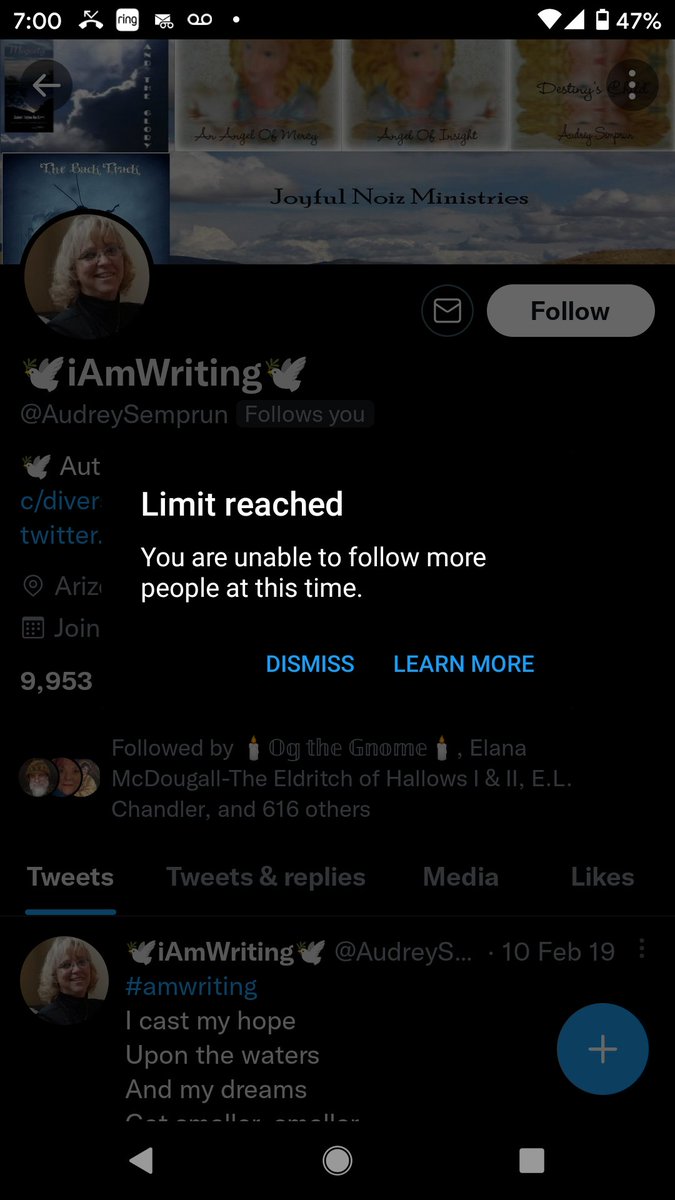 7:00 ring 47%
AND THE GLORY
An Angel Of Mercy
Angel Of Insight
Destiny's Child
Audrey Semprun
The Back Track
Joyful Noiz Ministries
Follow
🕊iAmWriting🕊
@AudreySemprun Follows you
🕊 Aut
c/diver
twitter.
Ariz
Join
9,953
Limit reached
You are unable to follow more
people at this time.
DISMISS LEARN MORE
Followed by 🕯𝕆𝕘 𝕥𝕙𝕖 𝔾𝕟𝕠𝕞𝕖🕯, Elana
McDougall-The Eldritch of Hallows I & II, E.L.
Chandler, and 616 others
Tweets Tweets & replies Media Likes
🕊iAmWriting🕊 @AudreyS... · 10 Feb 19
#amwriting
I cast my hope
Upon the waters
And my dreams
Get smaller, smaller